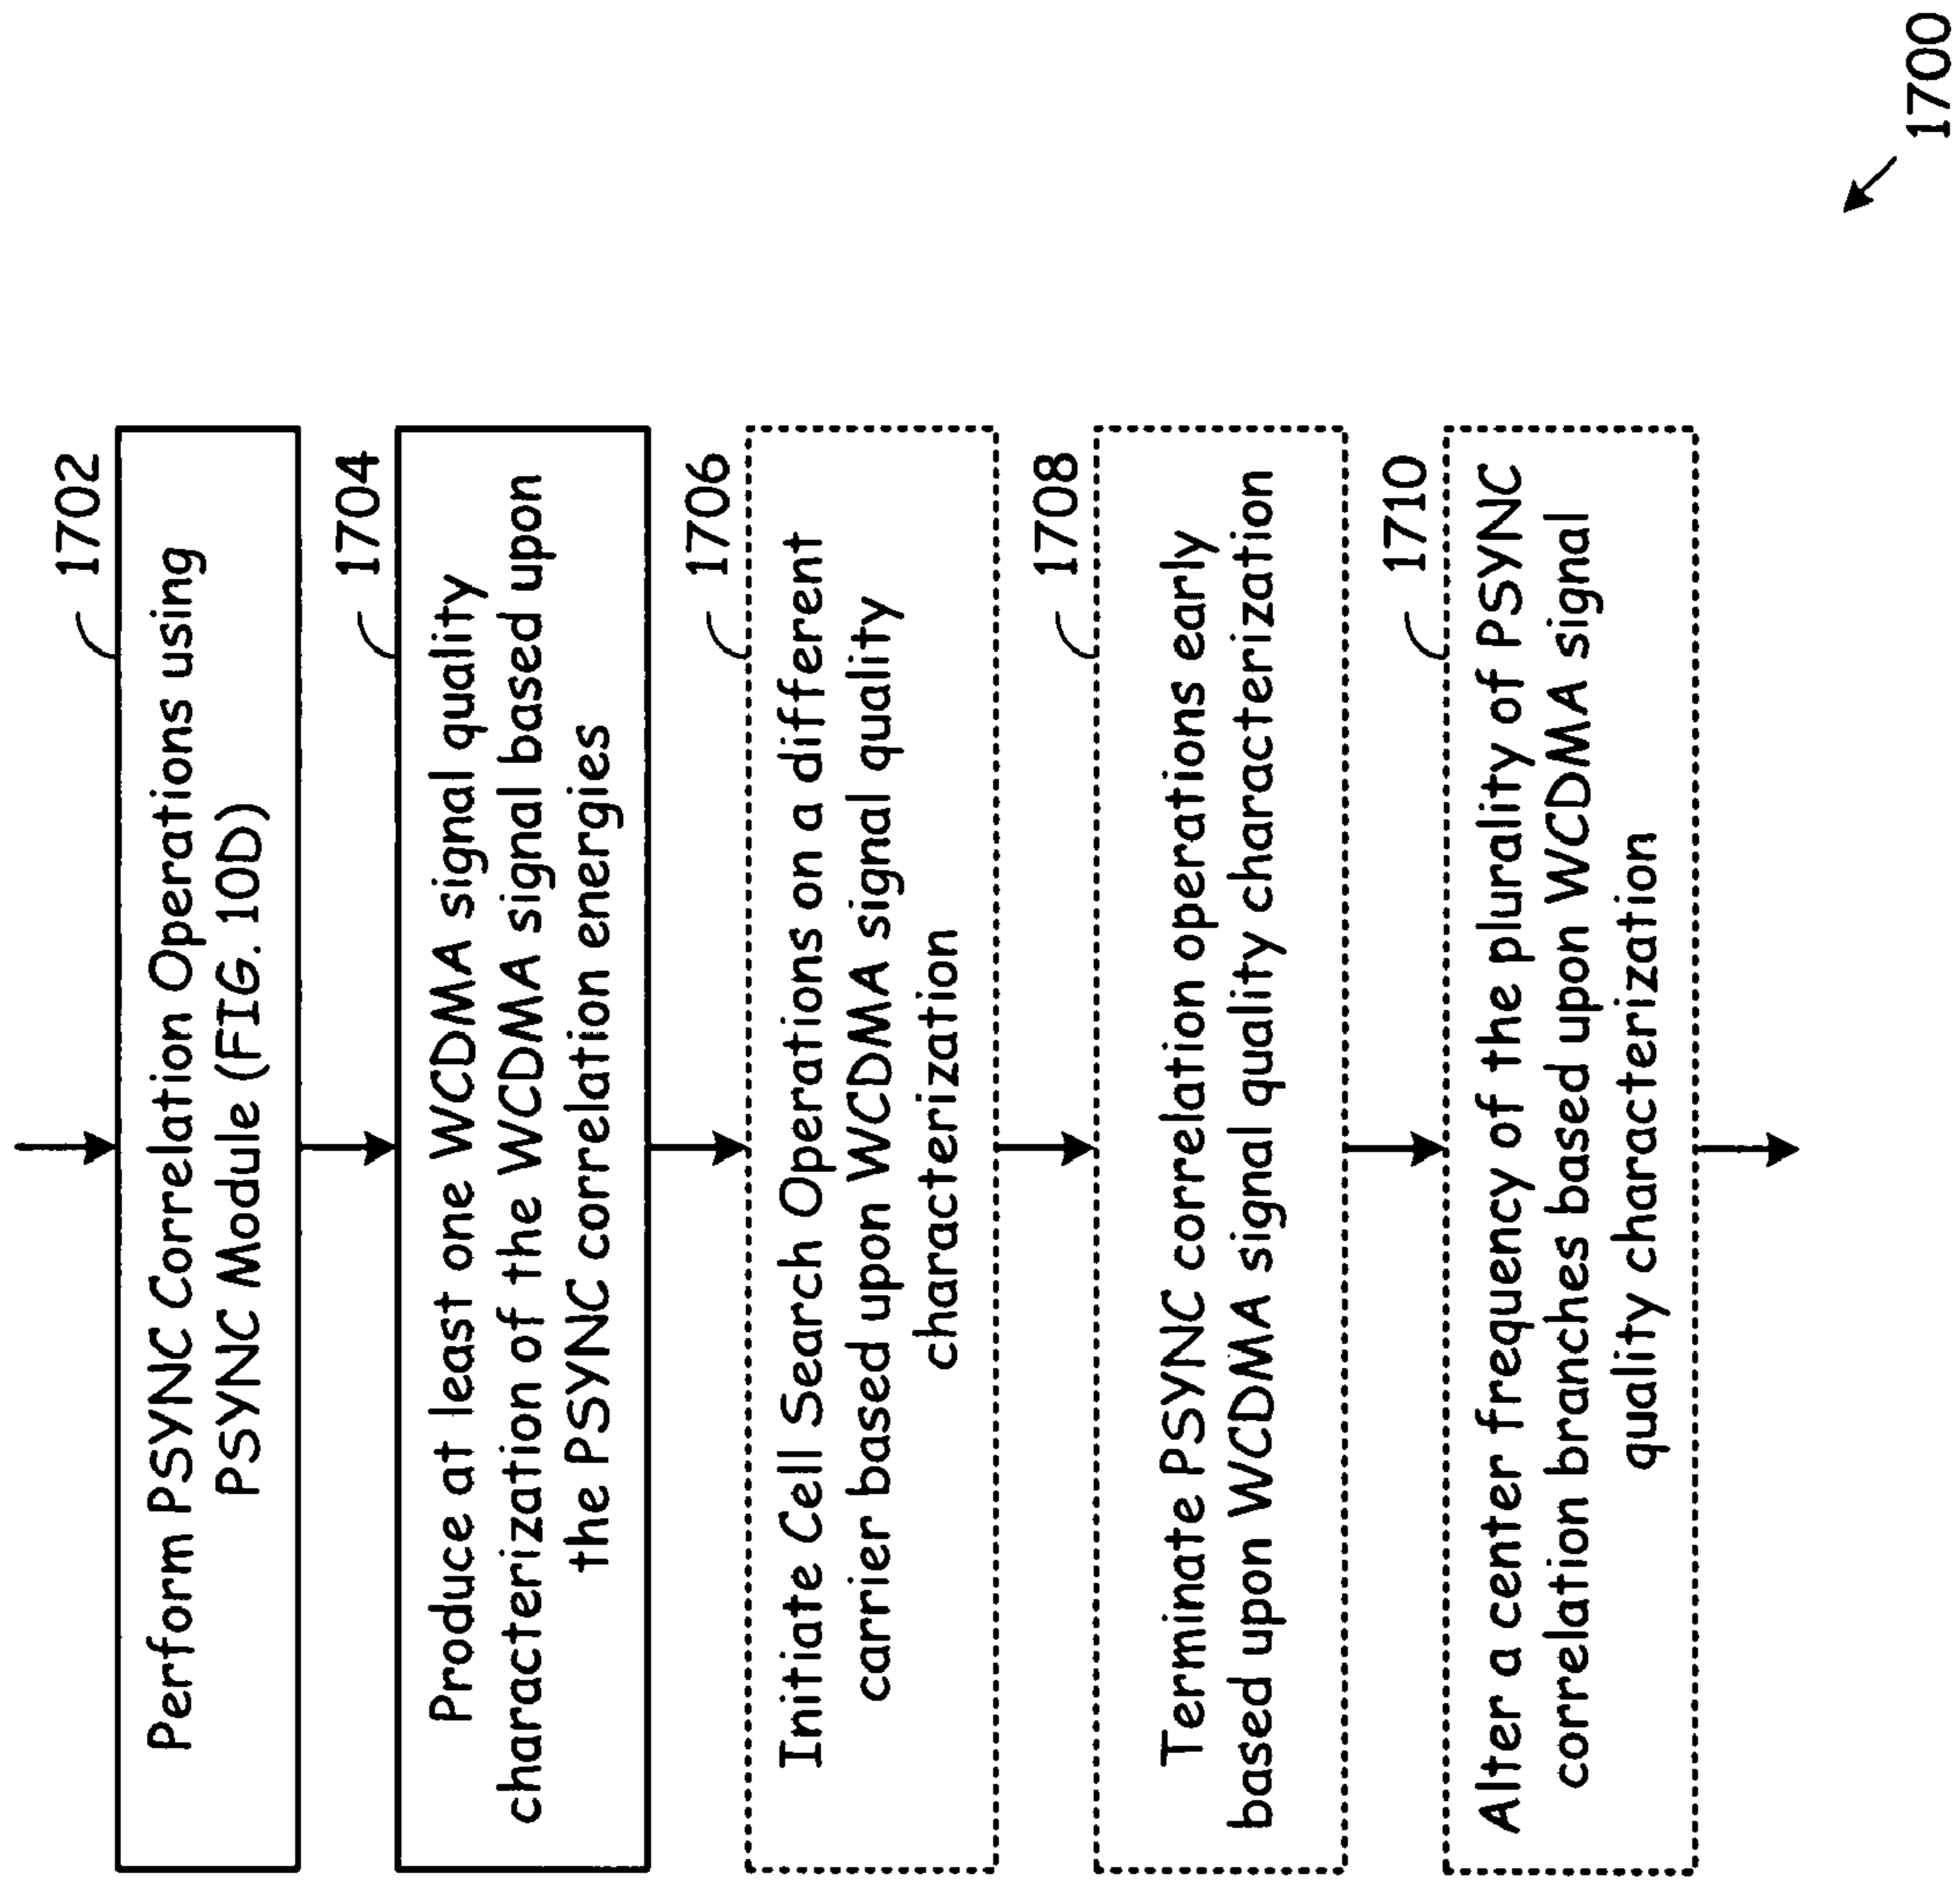 1702
Perform PSYNC Correlation Operations using
PSYNC Module (FIG. 10D)
1704
Produce at least one WCDMA signal quality
characterization of the WCDMA signal based upon
the PSYNC correlation energies
1706
Initiate Cell Search Operations on a different
carrier based upon WCDMA signal quality
characterization
1708
Terminate PSYNC correlation operations early
based upon WCDMA signal quality characterization
1710
Alter a center frequency of the plurality of PSYNC
correlation branches based upon WCDMA signal
quality characterization
1700